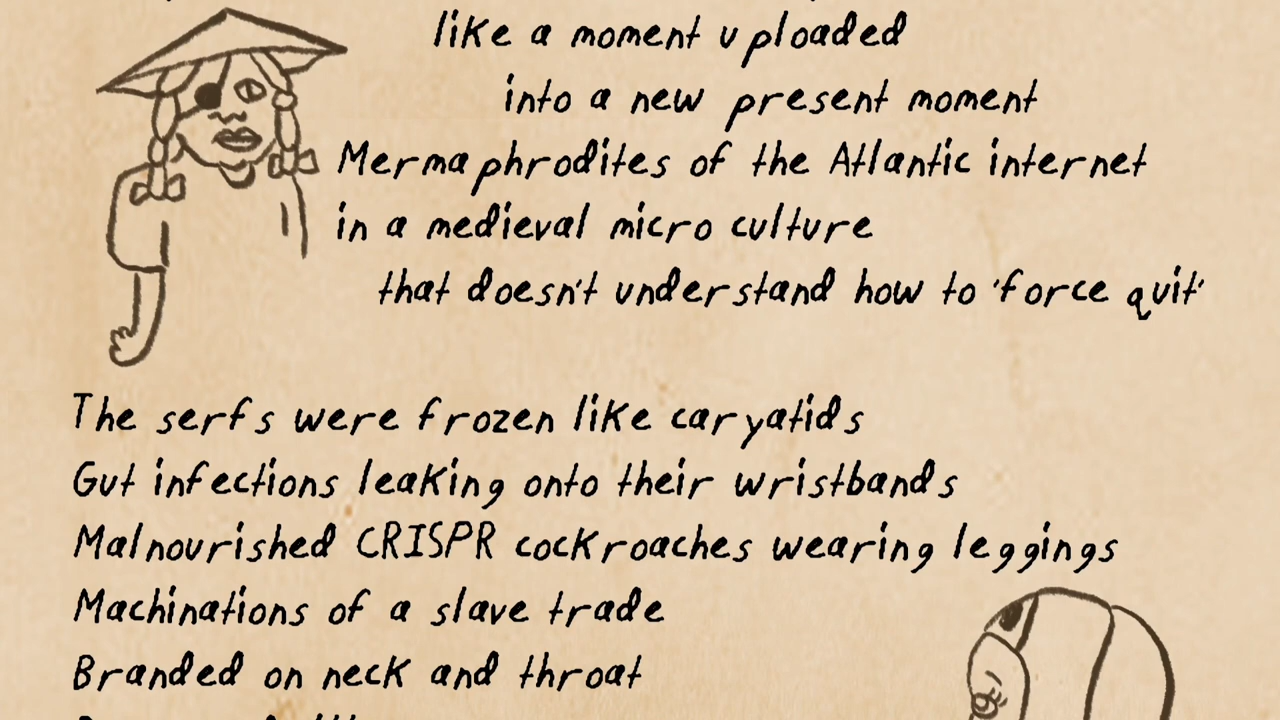 like a moment uploaded
into a new present moment
Mermaphrodites of the Atlantic internet
in a medieval micro culture
that doesn't understand how to 'force quit'
The serfs were frozen like caryatids
Gut infections leaking onto their wristbands
Malnourished CRISPR cockroaches wearing leggings
Machinations of a slave trade
Branded on neck and throat